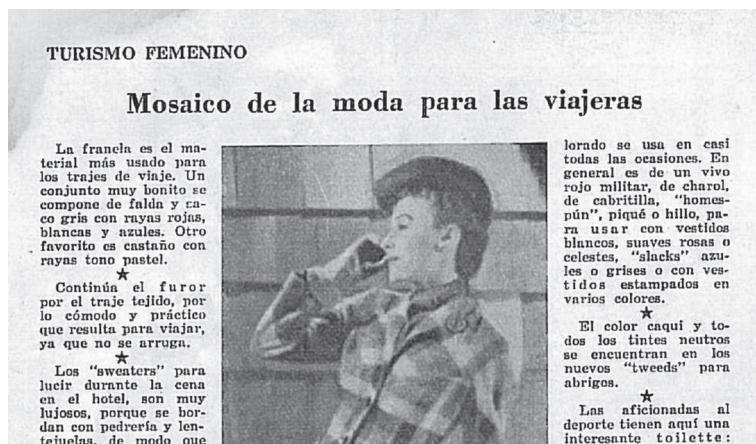 TURISMO FEMENINO
Mosaico de la moda para las viajeras
La franela es el ma-
terial más usado para
los trajes de viaje. Un
conjunto muy bonito se
compone de falda y sa-
co gris con rayas rojas,
blancas y azules. Otro
favorito es castaño con
rayas tono pastel.
Continúa el furor
por el traje tejido, por
lo cómodo y práctico
que resulta para viajar,
ya que no se arruga.
Los "sweaters" para
lucir durante la cena
en el hotel, son muy
lujosos, porque se bor-
dan con pedrería y len-
tejuelas, de modo que
lorado se usa en casi
todas las ocasiones. En
general es de un vivo
rojo militar, de charol,
de cabritilla, "homes-
pún", piqué o hillo, pa-
ra usar con vestidos
blancos, suaves rosas o
celestes, "slacks" azu-
les o grises o con ves-
tidos estampados en
varios colores.
El color caqui y to-
dos los tintes neutros
se encuentran en los
nuevos "tweeds" para
abrigos.
Las aficionadas al
deporte tienen aquí una
interesante toilette: